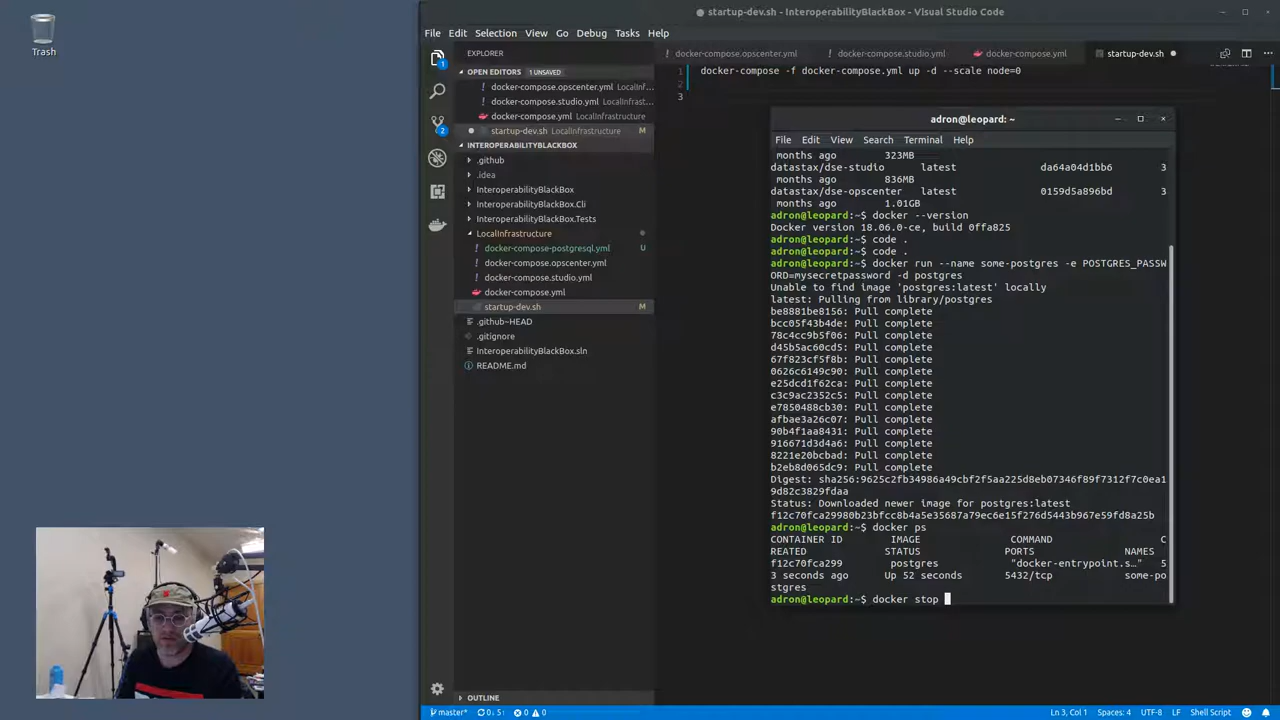 Trash
startup-dev.sh - InteroperabilityBlackBox - Visual Studio Code
File Edit Selection View Go Debug Tasks Help
EXPLORER
OPEN EDITORS 1 UNSAVED
docker-compose.opscenter.yml LocalInf...
docker-compose.studio.yml LocalInfrast...
docker-compose.yml LocalInfrastructure
startup-dev.sh LocalInfrastructure M
INTEROPERABILITYBLACKBOX
.github
.idea
InteroperabilityBlackBox
InteroperabilityBlackBox.Cli
InteroperabilityBlackBox.Tests
LocalInfrastructure
docker-compose-postgresql.yml U
docker-compose.opscenter.yml
docker-compose.studio.yml
docker-compose.yml
startup-dev.sh M
.github~HEAD
.gitignore
InteroperabilityBlackBox.sln
README.md
OUTLINE
docker-compose.opscenter.yml docker-compose.studio.yml docker-compose.yml startup-dev.sh
1 docker-compose -f docker-compose.yml up -d --scale node=0
2
3
adron@leopard: ~
File Edit View Search Terminal Help
months ago 323MB
datastax/dse-studio latest da64a04d1bb6 3
months ago 836MB
datastax/dse-opscenter latest 0159d5a896bd 3
months ago 1.01GB
adron@leopard:~$ docker --version
Docker version 18.06.0-ce, build 0ffa825
adron@leopard:~$ code .
adron@leopard:~$ code .
adron@leopard:~$ docker run --name some-postgres -e POSTGRES_PASSW
ORD=mysecretpassword -d postgres
Unable to find image 'postgres:latest' locally
latest: Pulling from library/postgres
be8881be8156: Pull complete
bcc05f43b4de: Pull complete
78c4cc9b5f06: Pull complete
d45b5ac60cd5: Pull complete
67f823cf5f8b: Pull complete
0626c6149c90: Pull complete
e25dcd1f62ca: Pull complete
c3c9ac2352c5: Pull complete
e7850488cb30: Pull complete
afbae3a26c07: Pull complete
90b4f1aa8431: Pull complete
916671d3d4a6: Pull complete
8221e20bcbad: Pull complete
b2eb8d065dc9: Pull complete
Digest: sha256:9625c2fb34986a49cbf2f5aa225d8eb07346f89f7312f7c0ea1
9d82c3829fdaa
Status: Downloaded newer image for postgres:latest
f12c70fca29980b23bfcc8b4a5e35687a79ec6e15f276d5443b967e59fd8a25b
adron@leopard:~$ docker ps
CONTAINER ID IMAGE COMMAND C
REATED STATUS PORTS NAMES
f12c70fca299 postgres "docker-entrypoint.s…" 5
3 seconds ago Up 52 seconds 5432/tcp some-po
stgres
adron@leopard:~$ docker stop
master* 0↓ 5↑ 0 0 Ln 3, Col 1 Spaces: 4 UTF-8 LF Shell Script